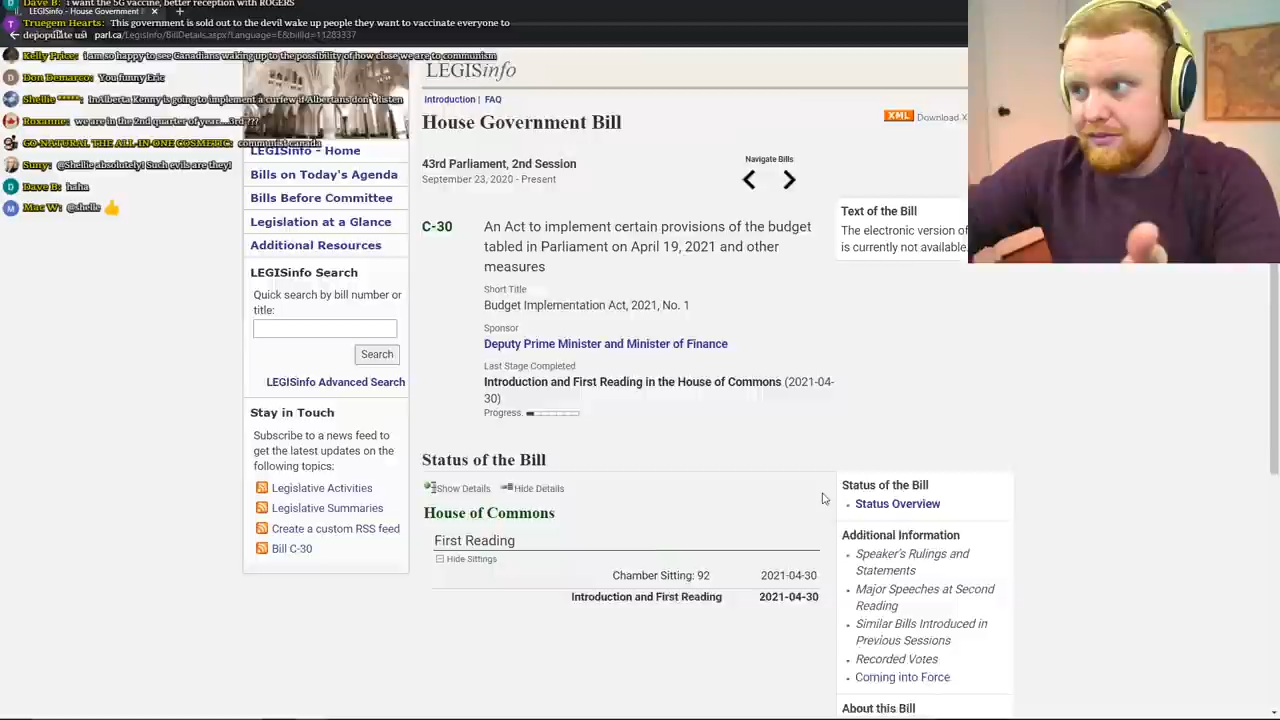 Dave B: i want the 5G vaccine, better reception with ROGERS
LEGISinfo - House Government
Truegem Hearts: This government is sold out to the devil wake up people they want to vaccinate everyone to
depopulate us!
parl.ca/LegisInfo/BillDetails.aspx?Language=E&billId=11283337
Kelly Price: i am so happy to see Canadians waking up to the possibility of how close we are to communism
Don Demarco: You funny Eric
Shellie *****: InAlberta Kenny is going to implement a curfew if Albertans don't listen
Roxanne: we are in the 2nd quarter of year....3rd ???
GO-NATURAL THE ALL-IN-ONE COSMETIC: communist canada
Suny: @Shellie absolutely! Such evils are they!
Dave B: haha
Mac W: @shelle 👍
LEGISinfo
Introduction | FAQ
House Government Bill
XML Download X
43rd Parliament, 2nd Session
September 23, 2020 - Present
Navigate Bills
C-30
An Act to implement certain provisions of the budget
tabled in Parliament on April 19, 2021 and other
measures
Short Title
Budget Implementation Act, 2021, No. 1
Sponsor
Deputy Prime Minister and Minister of Finance
Last Stage Completed
Introduction and First Reading in the House of Commons (2021-04-
30)
Progress
Text of the Bill
The electronic version of
is currently not available
LEGISinfo - Home
Bills on Today's Agenda
Bills Before Committee
Legislation at a Glance
Additional Resources
LEGISinfo Search
Quick search by bill number or
title:
Search
LEGISinfo Advanced Search
Stay in Touch
Subscribe to a news feed to
get the latest updates on the
following topics:
Legislative Activities
Legislative Summaries
Create a custom RSS feed
Bill C-30
Status of the Bill
Show Details Hide Details
House of Commons
First Reading
Hide Sittings
Chamber Sitting: 92 2021-04-30
Introduction and First Reading 2021-04-30
Status of the Bill
Status Overview
Additional Information
Speaker's Rulings and
Statements
Major Speeches at Second
Reading
Similar Bills Introduced in
Previous Sessions
Recorded Votes
Coming into Force
About this Bill